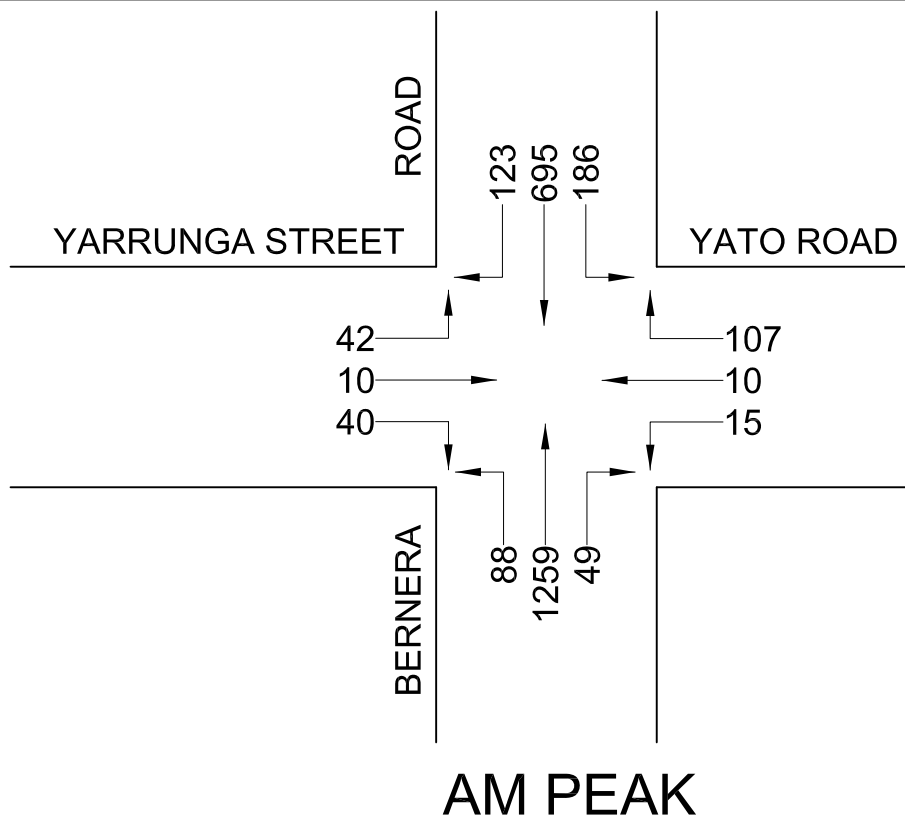 ROAD
123
695
186
YARRUNGA STREET
YATO ROAD
42
107
10
10
40
15
BERNERA
88
1259
49
AM PEAK